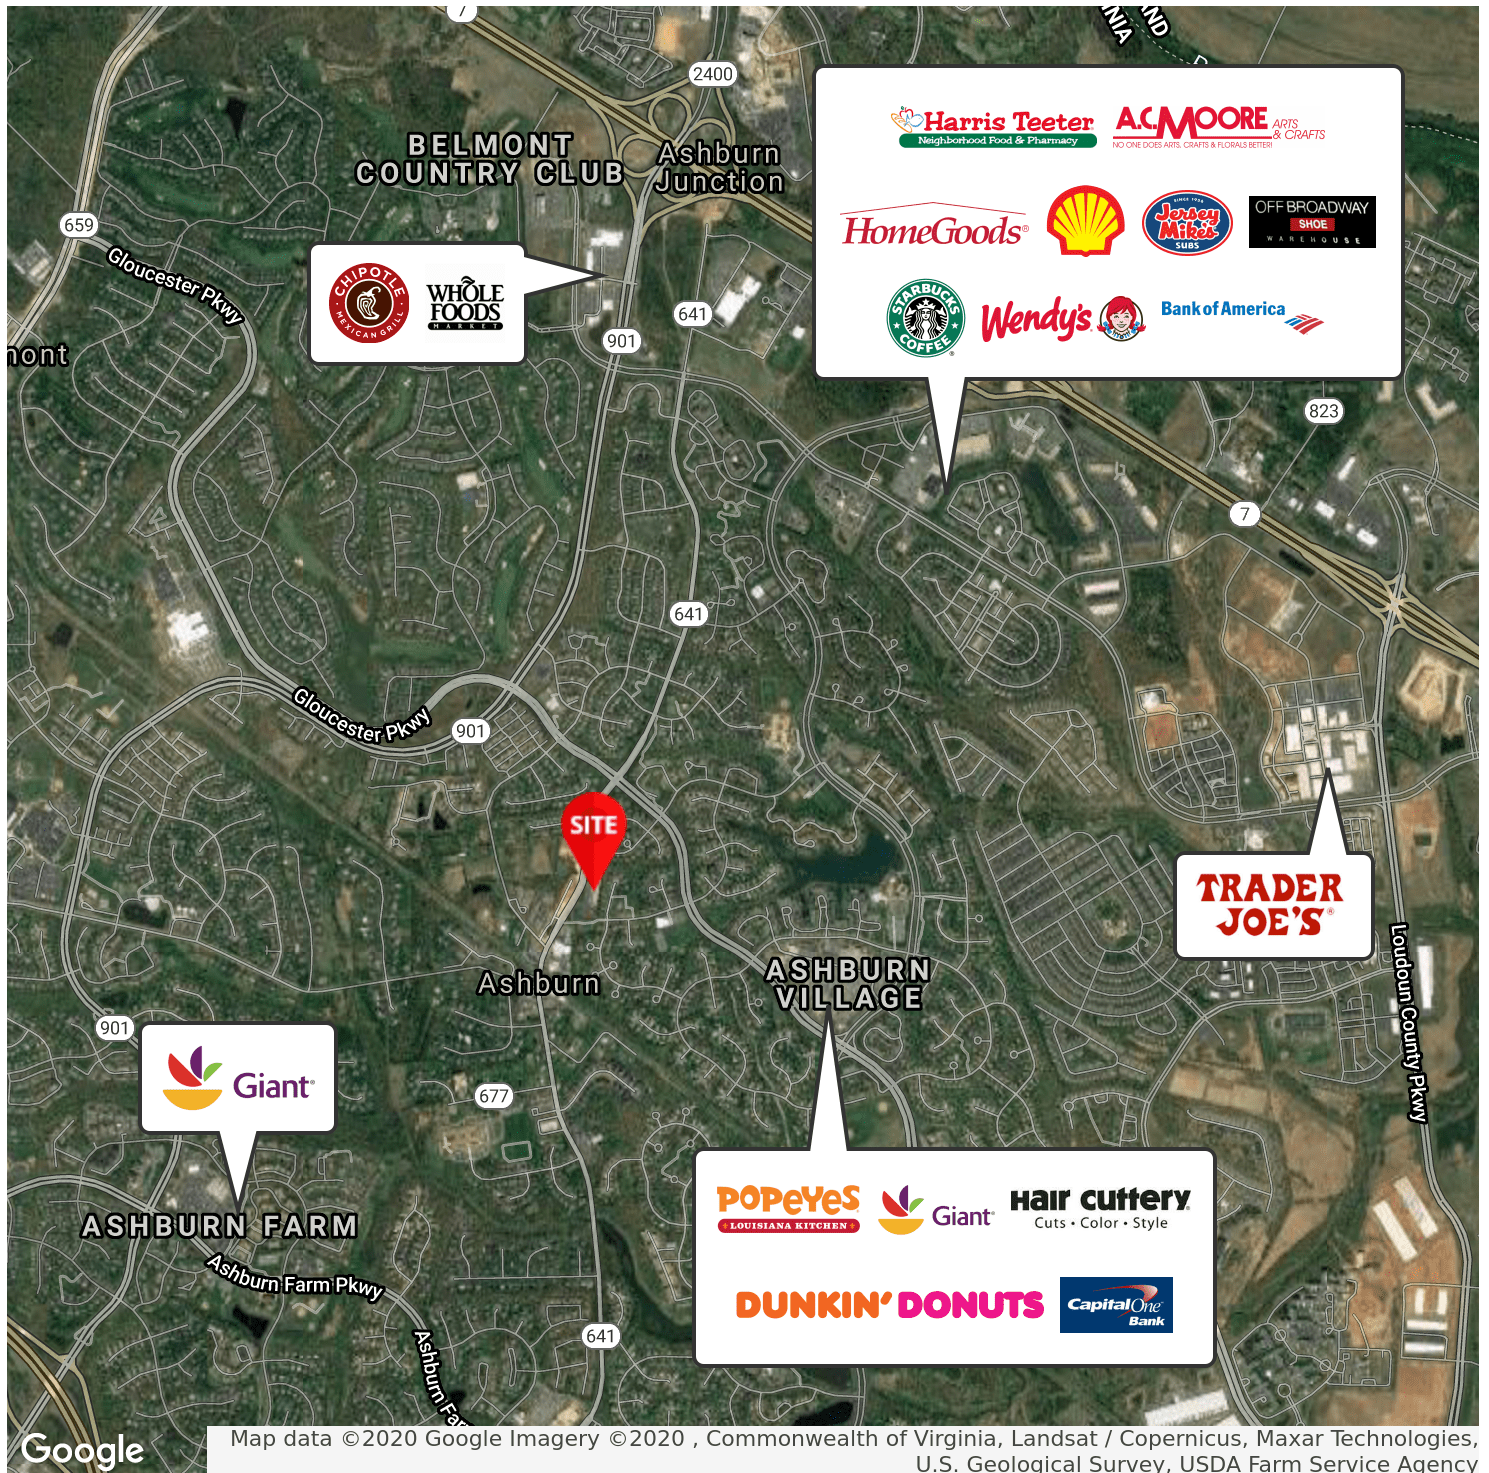 7
2400
BELMONT
COUNTRY CLUB
Ashburn
Junction
659
Gloucester Pkwy
CHIPOTLE
MEXICAN GRILL
WHOLE
FOODS
MARKET
641
901
Harris Teeter
Neighborhood Food & Pharmacy
A.C. MOORE ARTS
& CRAFTS
NO ONE DOES ARTS, CRAFTS & FLORALS BETTER!
HomeGoods®
SINCE 1956
Jersey
Mike's
SUBS
OFF BROADWAY
SHOE
WAREHOUSE
STARBUCKS
COFFEE
®
Wendy's
Bank of America
823
7
mont
641
Gloucester Pkwy
901
SITE
TRADER
JOE'S®
Loudoun County Pkwy
Ashburn
ASHBURN
VILLAGE
901
Giant®
677
ASHBURN FARM
Ashburn Farm Pkwy
POPEYES
LOUISIANA KITCHEN
Giant®
Hair Cuttery
Cuts • Color • Style
DUNKIN' DONUTS
Capital One
Bank
641
Ashburn Far
Google
Map data ©2020 Google Imagery ©2020 , Commonwealth of Virginia, Landsat / Copernicus, Maxar Technologies,
U.S. Geological Survey, USDA Farm Service Agency